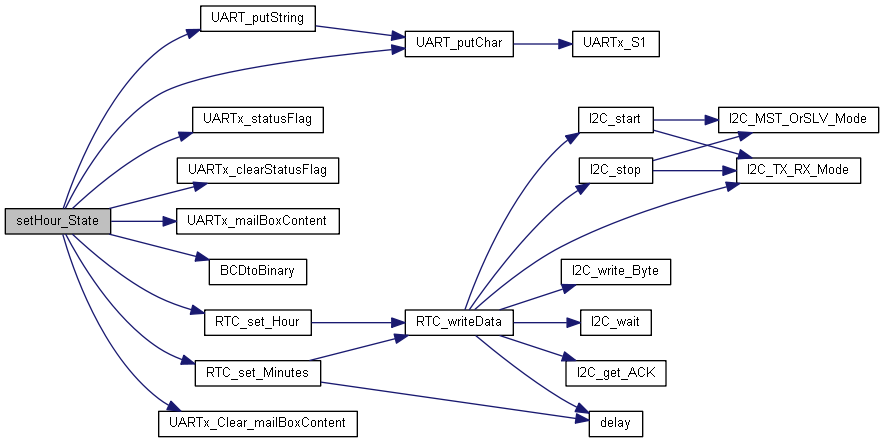 UART_putString
UART_putChar
UARTx_S1
UARTx_statusFlag
I2C_start
I2C_MST_OrSLV_Mode
UARTx_clearStatusFlag
I2C_stop
I2C_TX_RX_Mode
setHour_State
UARTx_mailBoxContent
BCDtoBinary
I2C_write_Byte
RTC_set_Hour
RTC_writeData
I2C_wait
RTC_set_Minutes
I2C_get_ACK
UARTx_Clear_mailBoxContent
delay